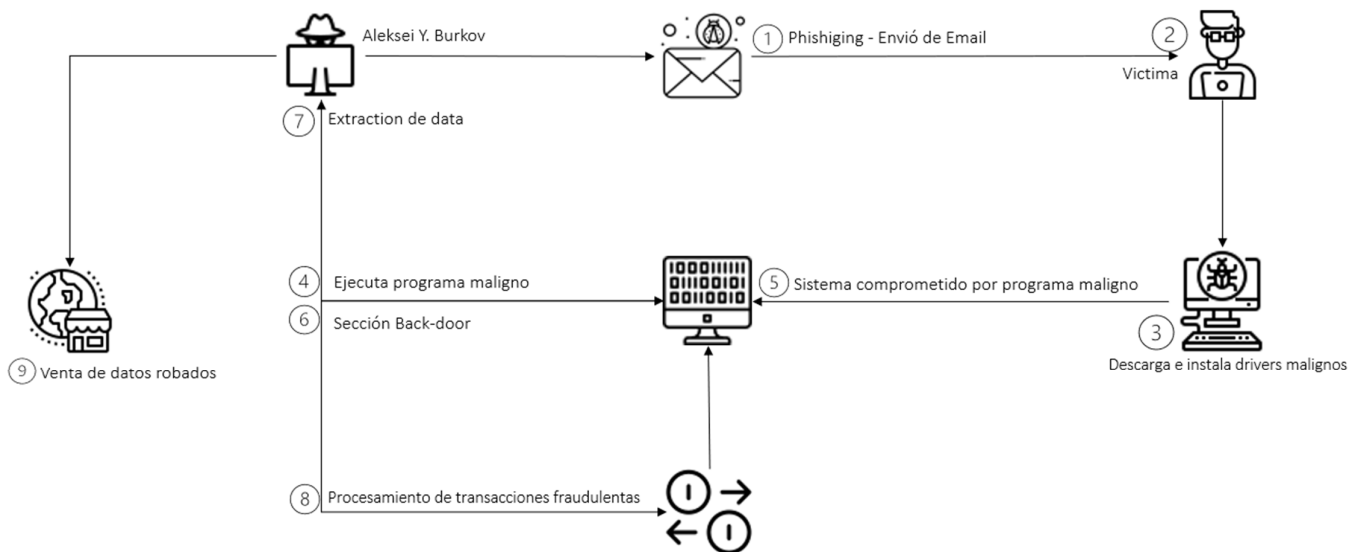 Aleksei Y. Burkov
1 Phishiging - Envió de Email
2
Victima
7 Extraction de data
4 Ejecuta programa maligno
5 Sistema comprometido por programa maligno
6 Sección Back-door
3
Descarga e instala drivers malignos
9 Venta de datos robados
8 Procesamiento de transacciones fraudulentas